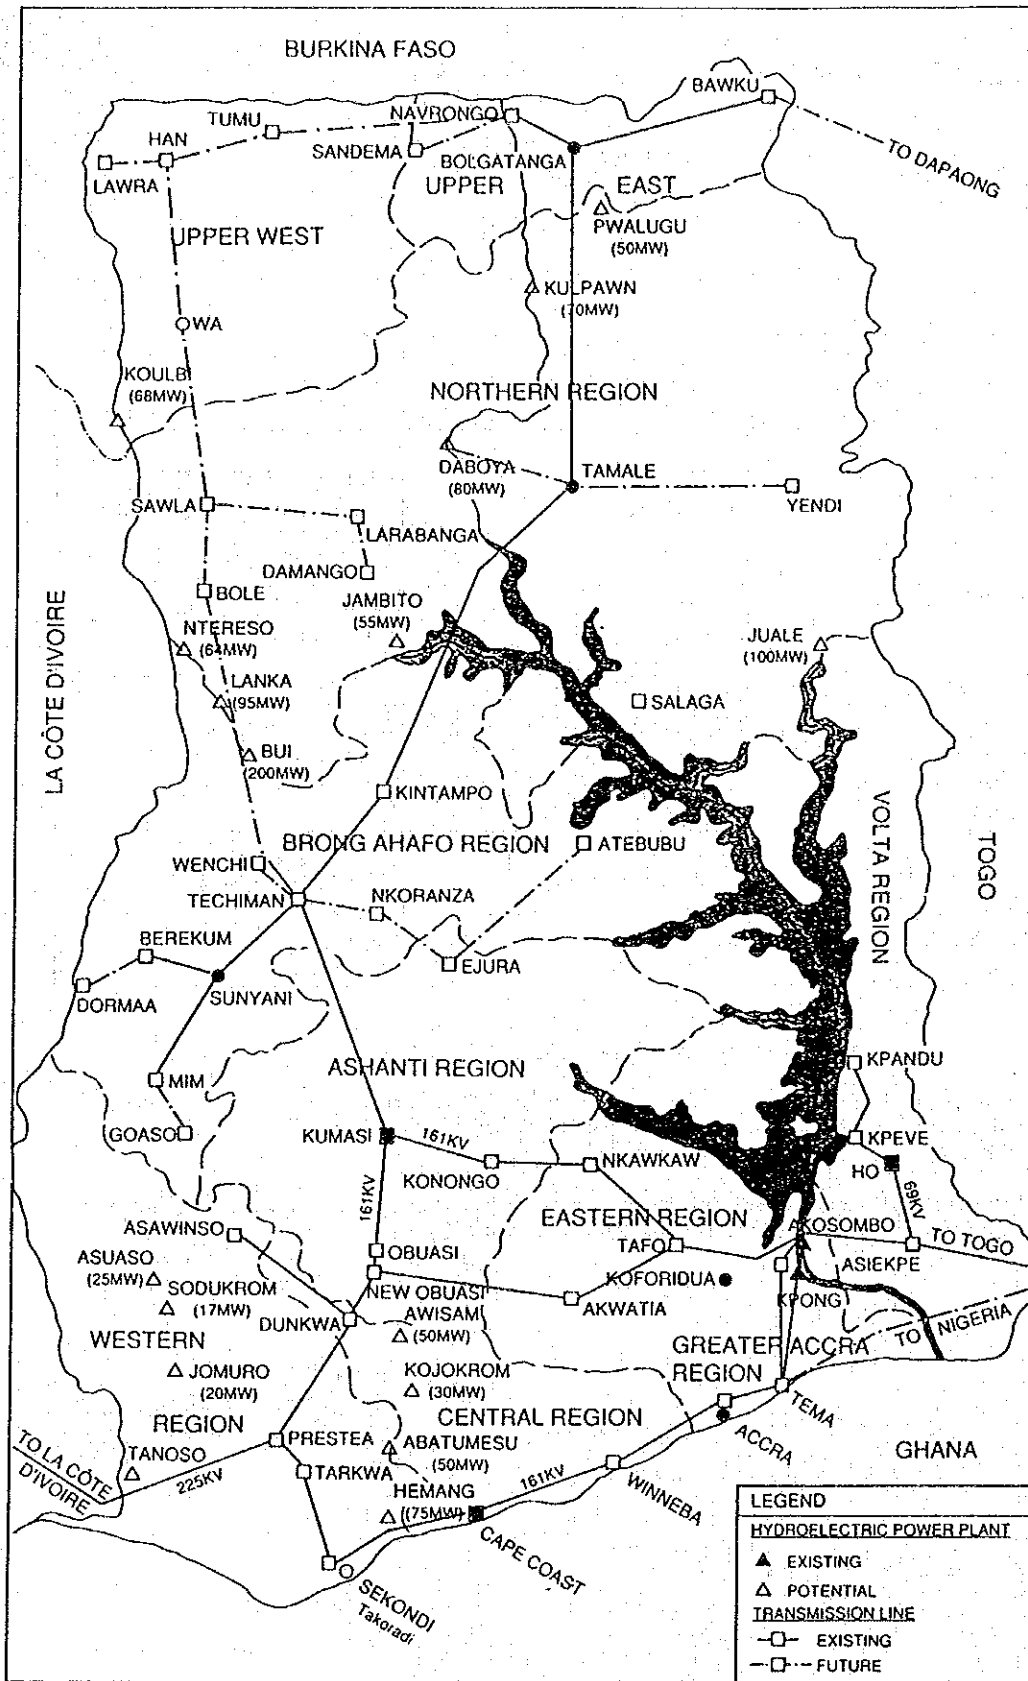 BURKINA FASO
BAWKU
TUMU
NAVRONGO
HAN
SANDEMA
BOLGATANGA
TO DAPAONG
LAWRA
UPPER
EAST
PWALUGU
(50MW)
UPPER WEST
KULPAWN
(70MW)
WA
KOULBI
(68MW)
NORTHERN REGION
DABOYA
(80MW)
TAMALE
YENDI
SAWLA
LARABANGA
DAMANGO
BOLE
JAMBITO
(55MW)
NTERESO
(64MW)
JUALE
(100MW)
LA CÔTE D'IVOIRE
LANKA
(95MW)
SALAGA
BUI
(200MW)
KINTAMPO
BRONG AHAFO REGION
ATEBUBU
VOLTA REGION
TOGO
WENCHI
TECHIMAN
NKORANZA
BEREKUM
EJURA
SUNYANI
DORMAA
ASHANTI REGION
KPANDU
MIM
GOASO
KUMASI
161KV
KONONGO
NKAWKAW
KPEVE
HO
69KV
161KV
ASAWINSO
EASTERN REGION
AKOSOMBO
TO TOGO
OBUASI
TAFO
ASIEKPE
ASUASO
(25MW)
SODUKROM
(17MW)
NEW OBUASI
KOFORIDUA
KPONG
AKWATIA
DUNKWA
AWISAM
(50MW)
WESTERN
GREATER ACCRA
REGION
TO NIGERIA
JOMURO
(20MW)
KOJOKROM
(30MW)
TEMA
REGION
CENTRAL REGION
ACCRA
PRESTEA
ABATUMESU
(50MW)
GHANA
TO LA CÔTE
D'IVOIRE
TANOSO
225KV
TARKWA
HEMANG
((75MW)
161KV
WINNEBA
CAPE COAST
SEKONDI
Takoradi
LEGEND
HYDROELECTRIC POWER PLANT
EXISTING
POTENTIAL
TRANSMISSION LINE
EXISTING
FUTURE